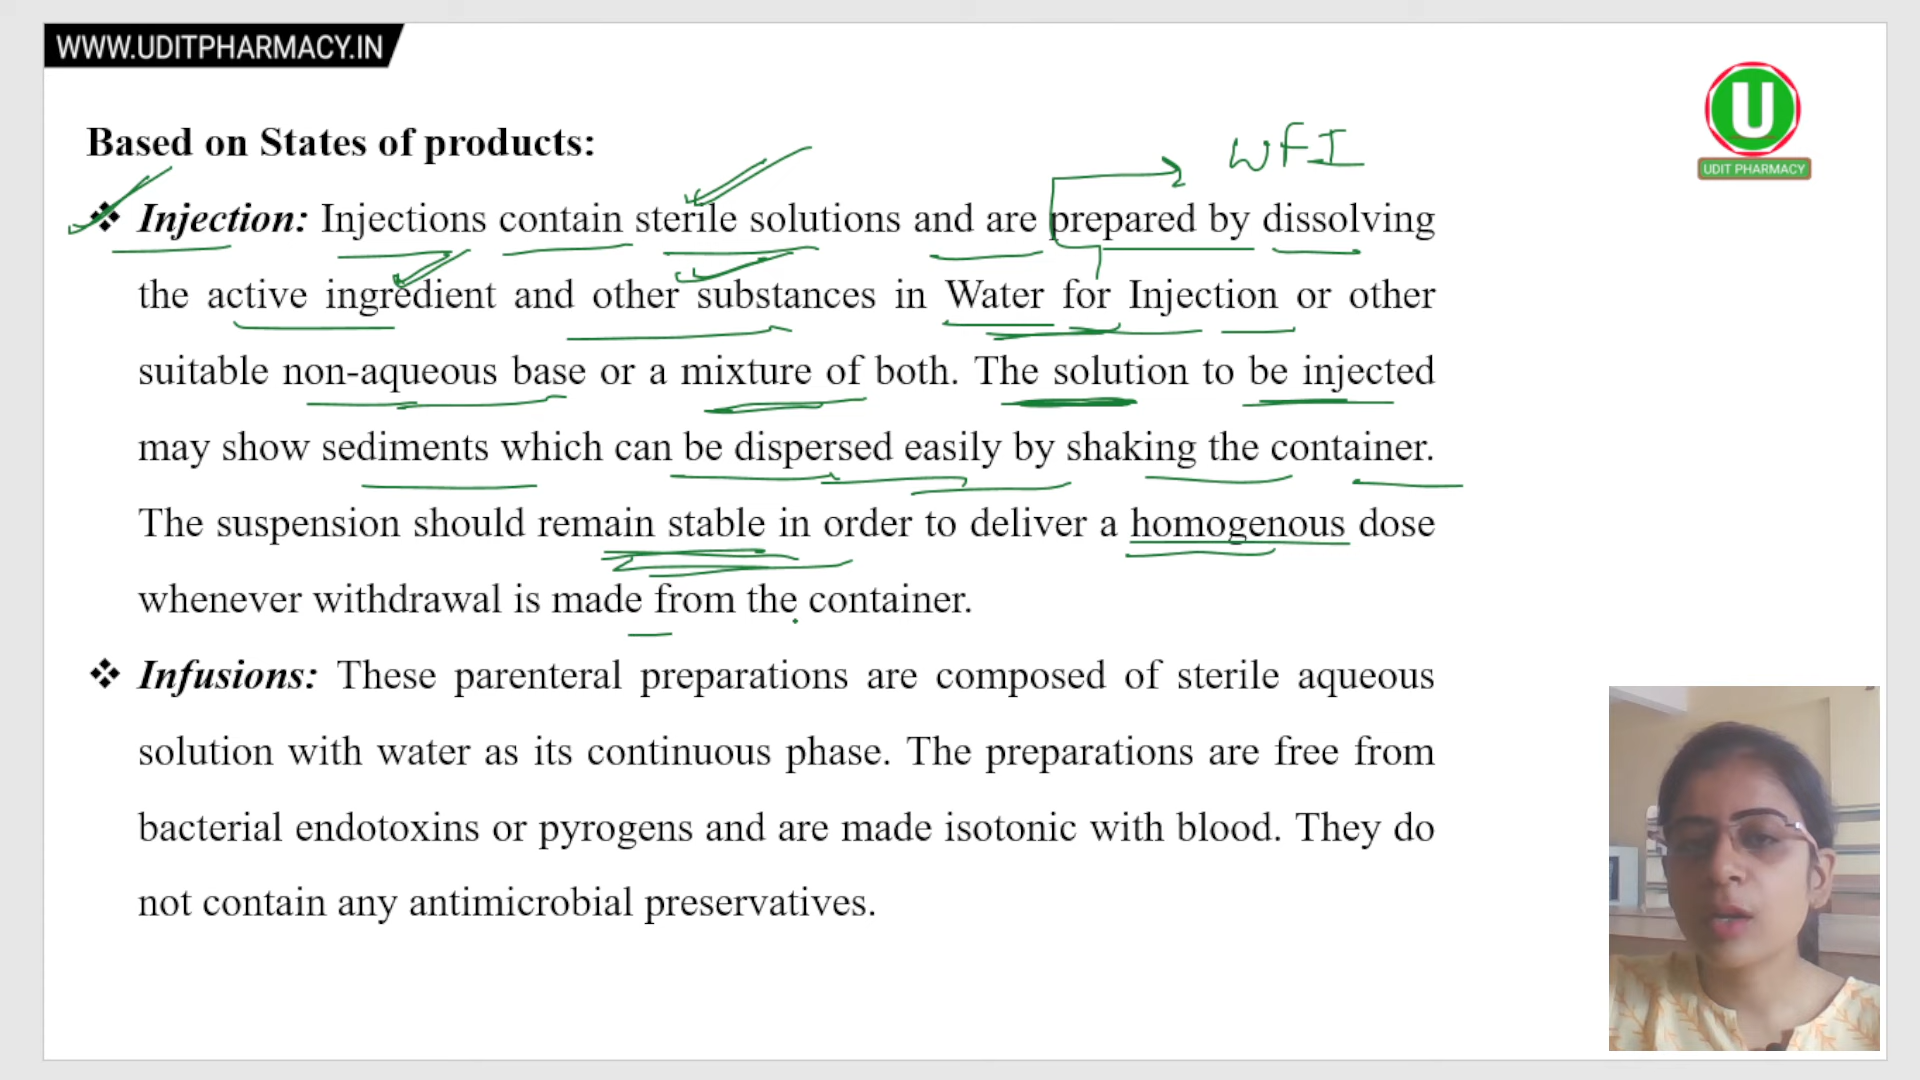 WWW.UDITPHARMACY.IN
U
UDIT PHARMACY
Based on States of products:
WFI
❖ Injection: Injections contain sterile solutions and are prepared by dissolving
the active ingredient and other substances in Water for Injection or other
suitable non-aqueous base or a mixture of both. The solution to be injected
may show sediments which can be dispersed easily by shaking the container.
The suspension should remain stable in order to deliver a homogenous dose
whenever withdrawal is made from the container.
❖ Infusions: These parenteral preparations are composed of sterile aqueous
solution with water as its continuous phase. The preparations are free from
bacterial endotoxins or pyrogens and are made isotonic with blood. They do
not contain any antimicrobial preservatives.